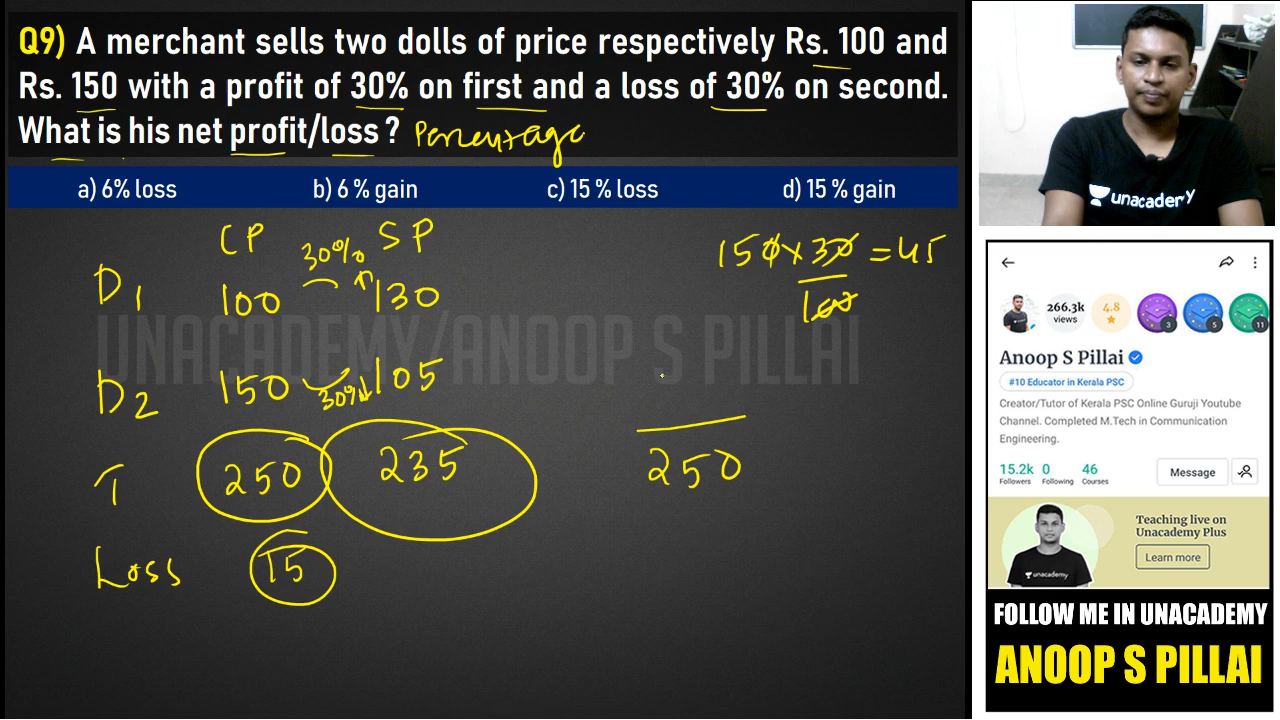 Q9) A merchant sells two dolls of price respectively Rs. 100 and
Rs. 150 with a profit of 30% on first and a loss of 30% on second.
What is his net profit/loss ? Percentage
a) 6% loss b) 6 % gain c) 15 % loss d) 15 % gain
CP 30% SP
D1 100 130
D2 150 30% 105
T 250 235
Loss 15
150 x 30 = 45
100
250
UNACADEMY/ANOOP S PILLAI
unacademy
266.3k
views
4.8
3
5
11
Anoop S Pillai
#10 Educator in Kerala PSC
Creator/Tutor of Kerala PSC Online Guruji Youtube
Channel. Completed M.Tech in Communication
Engineering.
15.2k 0 46
Followers Following Courses
Message
Teaching live on
Unacademy Plus
Learn more
unacademy
FOLLOW ME IN UNACADEMY
ANOOP S PILLAI